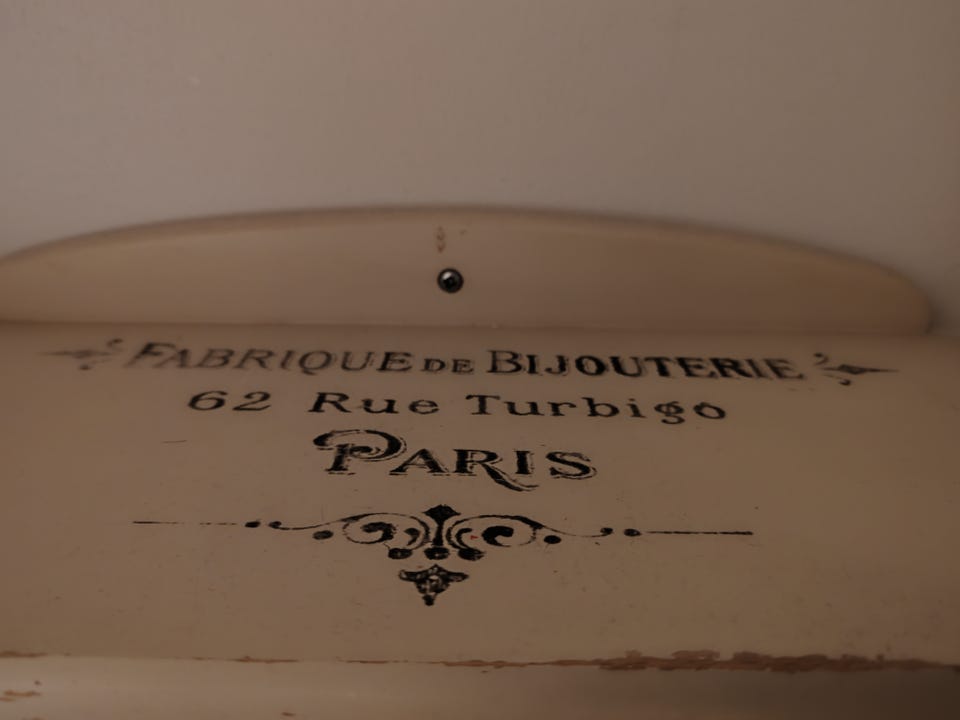 FABRIQUE DE BIJOUTERIE
62 Rue Turbigo
PARIS